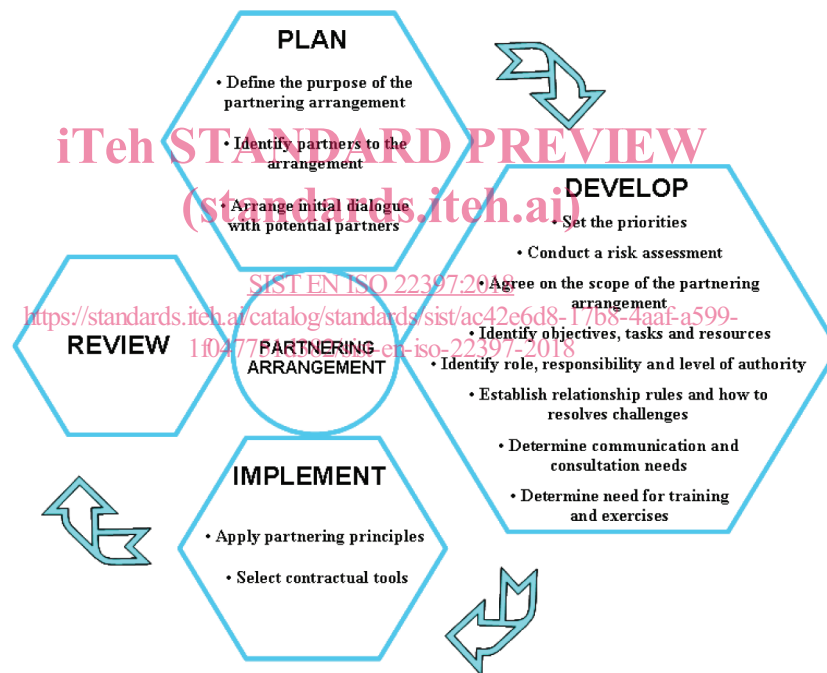 PLAN
• Define the purpose of the
partnering arrangement
• Identify partners to the
arrangement
• Arrange initial dialogue
with potential partners
iTeh STANDARD PREVIEW
(standards.iteh.ai)
DEVELOP
• Set the priorities
• Conduct a risk assessment
• Agree on the scope of the partnering
arrangement
• Identify objectives, tasks and resources
• Identify role, responsibility and level of authority
• Establish relationship rules and how to
resolves challenges
• Determine communication and
consultation needs
• Determine need for training
and exercises
SIST EN ISO 22397:2018
https://standards.iteh.ai/catalog/standards/sist/ac42e6d8-17b8-4aaf-a599-
REVIEW
PARTNERING
ARRANGEMENT
IMPLEMENT
• Apply partnering principles
• Select contractual tools